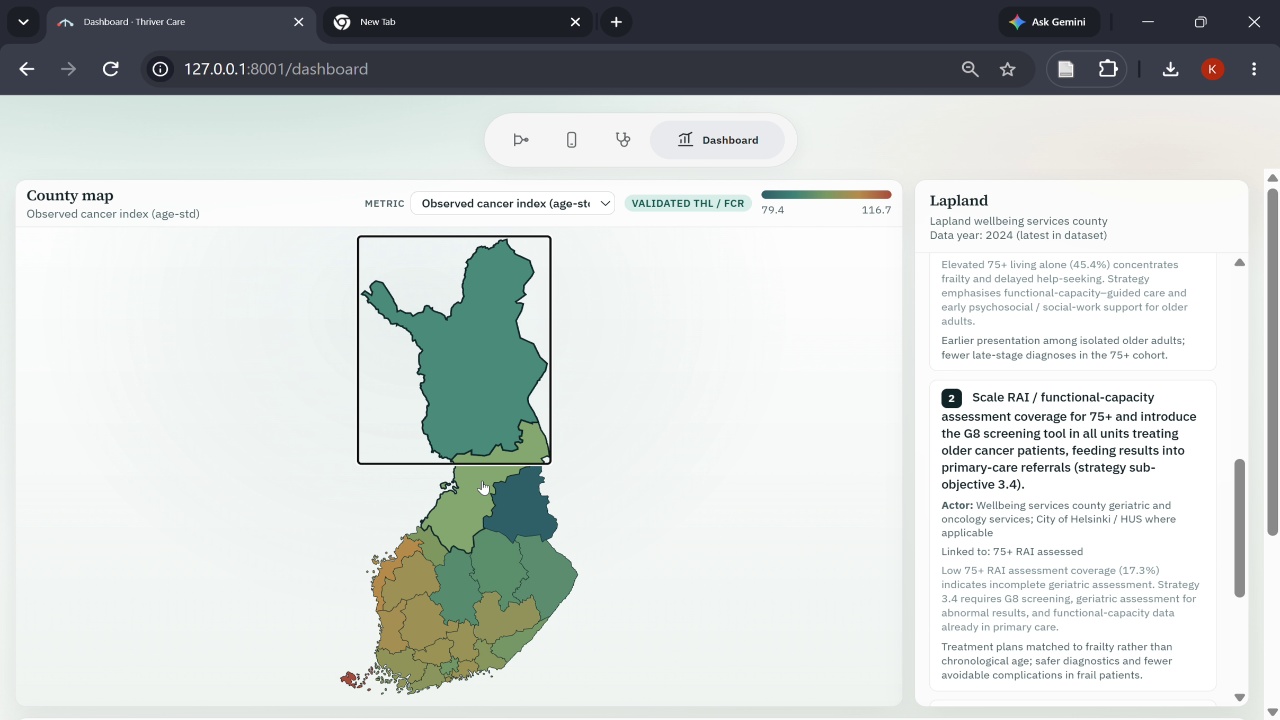 Dashboard · Thriver Care
New Tab
Ask Gemini
127.0.0.1:8001/dashboard
K
Dashboard
County map
Observed cancer index (age-std)
METRIC
Observed cancer index (age-st
VALIDATED THL / FCR
79.4
116.7
Lapland
Lapland wellbeing services county
Data year: 2024 (latest in dataset)
Elevated 75+ living alone (45.4%) concentrates
frailty and delayed help-seeking. Strategy
emphasises functional-capacity–guided care and
early psychosocial / social-work support for older
adults.
Earlier presentation among isolated older adults;
fewer late-stage diagnoses in the 75+ cohort.
2 Scale RAI / functional-capacity
assessment coverage for 75+ and introduce
the G8 screening tool in all units treating
older cancer patients, feeding results into
primary-care referrals (strategy sub-
objective 3.4).
Actor: Wellbeing services county geriatric and
oncology services; City of Helsinki / HUS where
applicable
Linked to: 75+ RAI assessed
Low 75+ RAI assessment coverage (17.3%)
indicates incomplete geriatric assessment. Strategy
3.4 requires G8 screening, geriatric assessment for
abnormal results, and functional-capacity data
already in primary care.
Treatment plans matched to frailty rather than
chronological age; safer diagnostics and fewer
avoidable complications in frail patients.